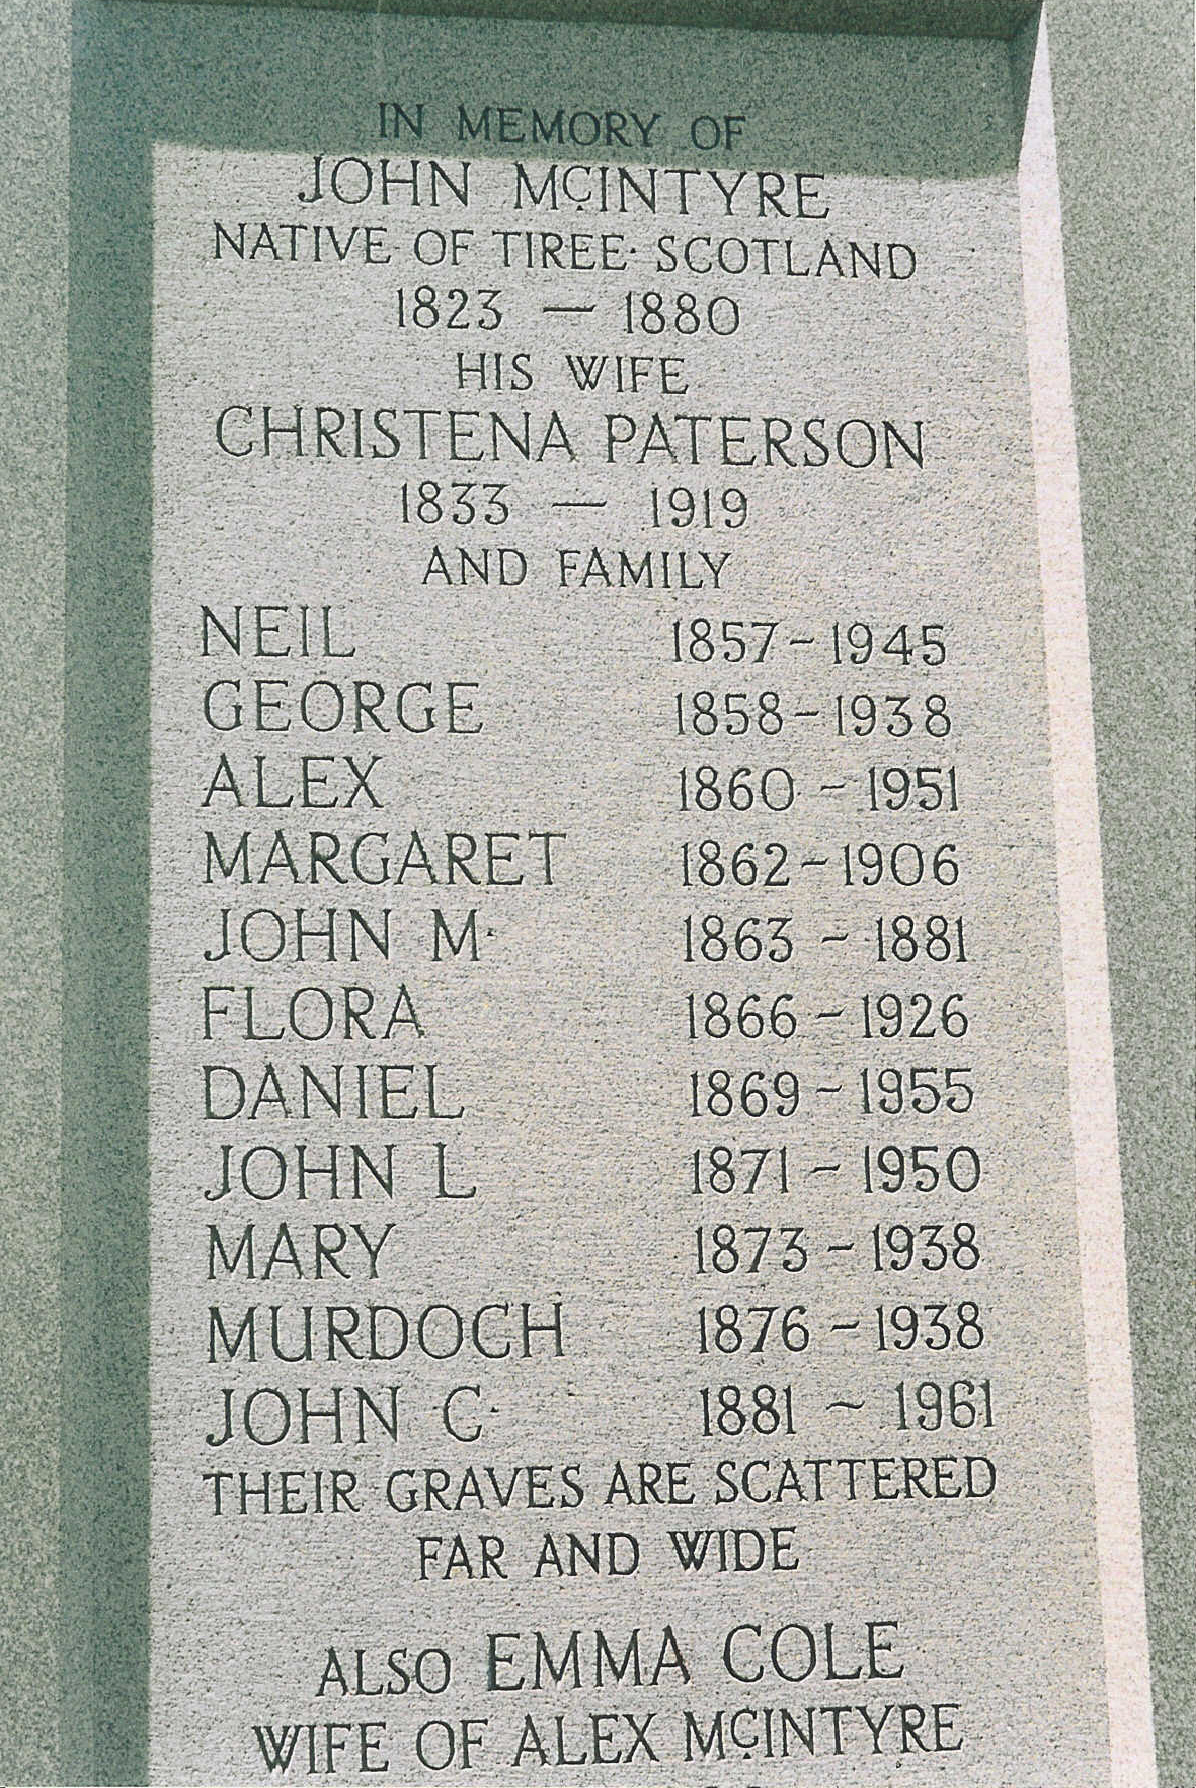 IN MEMORY OF
JOHN McINTYRE
NATIVE OF TIREE· SCOTLAND
1823 — 1880
HIS WIFE
CHRISTENA PATERSON
1833 — 1919
AND FAMILY
NEIL 1857 – 1945
GEORGE 1858 – 1938
ALEX 1860 – 1951
MARGARET 1862 – 1906
JOHN M· 1863 – 1881
FLORA 1866 – 1926
DANIEL 1869 – 1955
JOHN L 1871 – 1950
MARY 1873 – 1938
MURDOCH 1876 – 1938
JOHN C· 1881 – 1961
THEIR GRAVES ARE SCATTERED
FAR AND WIDE
ALSO EMMA COLE
WIFE OF ALEX McINTYRE